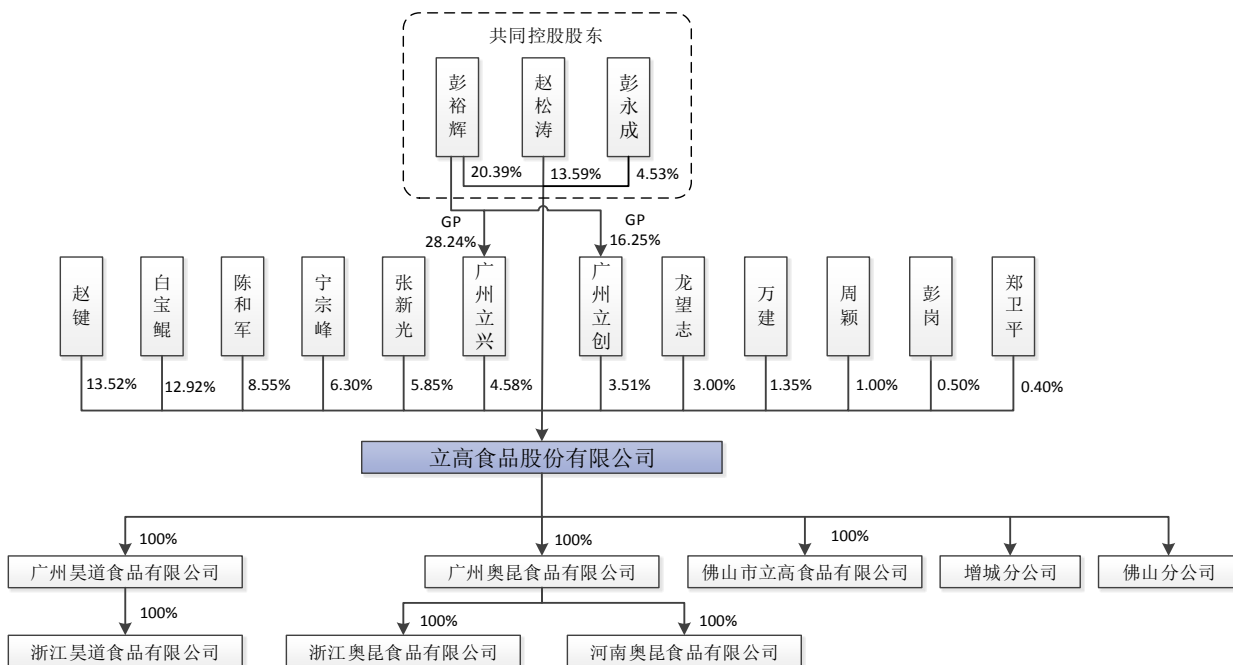 共同控股股东
彭裕辉
赵松涛
彭永成
20.39%
13.59%
4.53%
GP
28.24%
GP
16.25%
赵键
白宝鲲
陈和军
宁宗峰
张新光
广州立兴
广州立创
龙望志
万建
周颖
彭岗
郑卫平
13.52%
12.92%
8.55%
6.30%
5.85%
4.58%
3.51%
3.00%
1.35%
1.00%
0.50%
0.40%
立高食品股份有限公司
100%
100%
100%
广州昊道食品有限公司
广州奥昆食品有限公司
佛山市立高食品有限公司
增城分公司
佛山分公司
100%
100%
100%
浙江昊道食品有限公司
浙江奥昆食品有限公司
河南奥昆食品有限公司